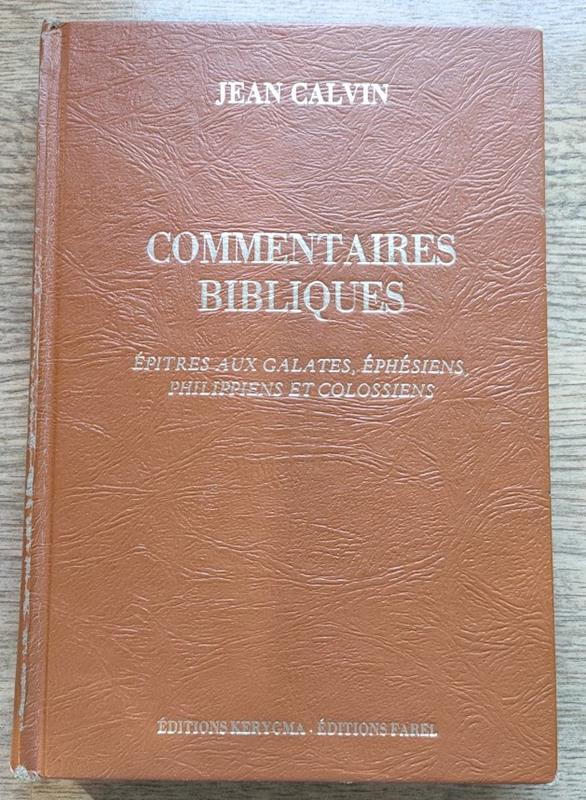 JEAN CALVIN
COMMENTAIRES
BIBLIQUES
ÉPITRES AUX GALATES, ÉPHÉSIENS,
PHILIPPIENS ET COLOSSIENS
ÉDITIONS KERYGMA · ÉDITIONS FAREL